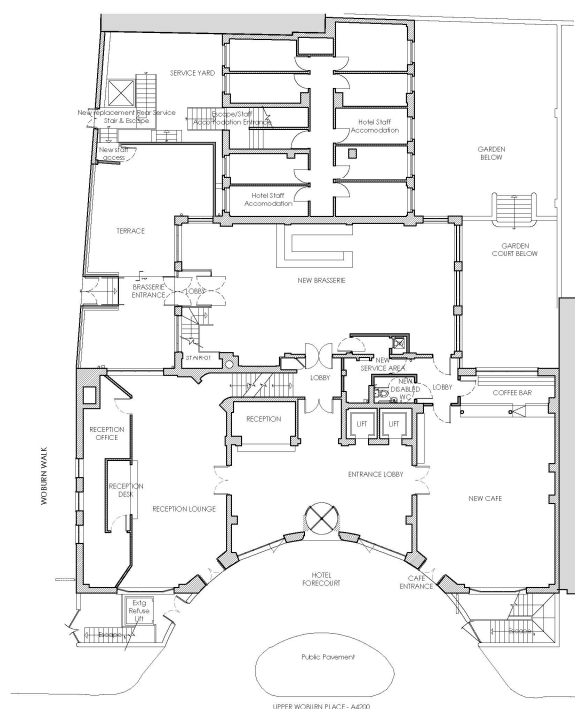 SERVICE YARD
New replacement Rear Service
Stair & Escape
Escape/Staff
Accomodation Entrance
Hotel Staff
Accomodation
New staff
access
GARDEN
BELOW
Hotel Staff
Accomodation
TERRACE
GARDEN
COURT BELOW
NEW BRASSERIE
BRASSERIE
ENTRANCE
LOBBY
STAIR 01
NEW
SERVICE AREA
LOBBY
NEW
DISABLED
WC
LOBBY
COFFEE BAR
RECEPTION
LIFT
LIFT
RECEPTION
OFFICE
WOBURN WALK
ENTRANCE LOBBY
RECEPTION
DESK
RECEPTION LOUNGE
NEW CAFE
HOTEL
FORECOURT
CAFE
ENTRANCE
Extg
Refuse
Lift
Escape
Escape
Public Pavement
UPPER WOBURN PLACE - A4200